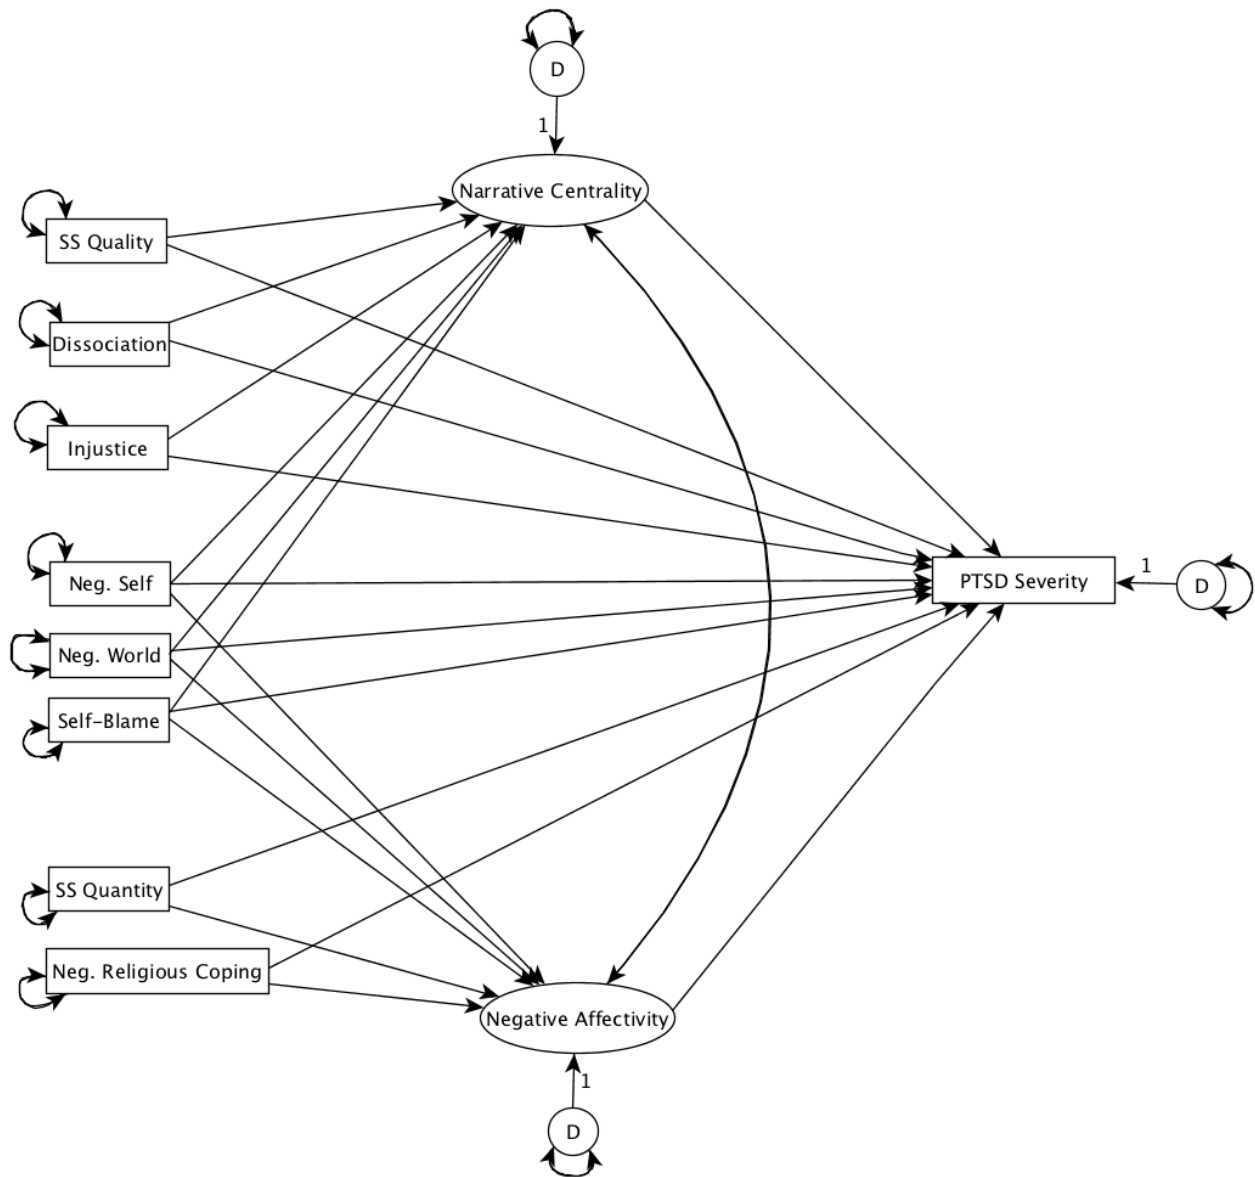 D
1
Narrative Centrality
SS Quality
Dissociation
Injustice
Neg. Self
PTSD Severity
1
D
Neg. World
Self-Blame
SS Quantity
Neg. Religious Coping
Negative Affectivity
1
D